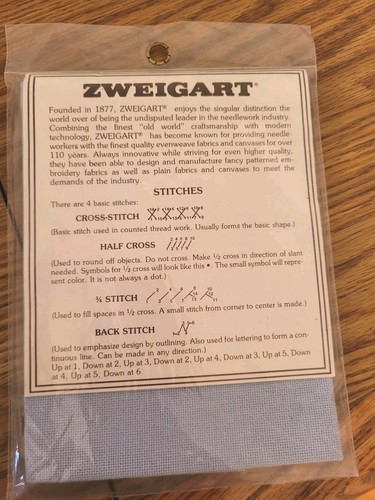 ZWEIGART®
Founded in 1877, ZWEIGART® enjoys the singular distinction the
world over of being the undisputed leader in the needlework industry.
Combining the finest "old world" craftsmanship with modern
technology, ZWEIGART® has become known for providing needle-
workers with the finest quality evenweave fabrics and canvases for over
110 years. Always innovative while striving for even higher quality,
they have been able to design and manufacture fancy patterned em-
broidery fabrics as well as plain fabrics and canvases to meet the
demands of the industry.
STITCHES
There are 4 basic stitches:
CROSS-STITCH
(Basic stitch used in counted thread work. Usually forms the basic shape.)
HALF CROSS
(Used to round off objects. Do not cross. Make ½ cross in direction of slant
needed. Symbols for ½ cross will look like this •. The small symbol will repre-
sent color. It is not always a dot.)
¾ STITCH
(Used to fill spaces in ½ cross. A small stitch from corner to center is made.)
BACK STITCH
(Used to emphasize design by outlining. Also used for lettering to form a con-
tinuous line. Can be made in any direction.)
Up at 1, Down at 2, Up at 3, Down at 2, Up at 4, Down at 3, Up at 5, Down
at 4, Up at 5, Down at 6.